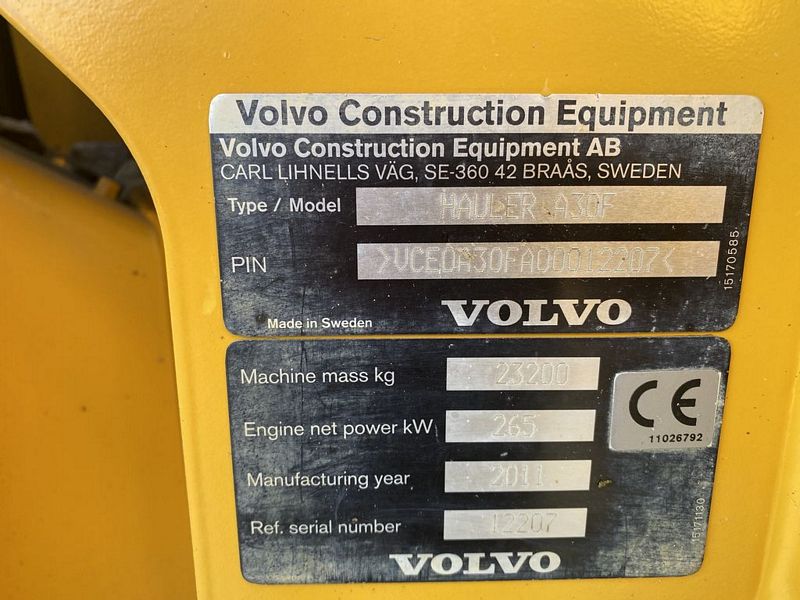 Volvo Construction Equipment
Volvo Construction Equipment AB
CARL LIHNELLS VÄG, SE-360 42 BRAÅS, SWEDEN
Type / Model HAULER A30F
PIN >VCE0A30FA00012207<
15170585
Made in Sweden VOLVO
Machine mass kg 23200
Engine net power kW 265
CE
11026792
Manufacturing year 2011
Ref. serial number 12207
15171130
VOLVO